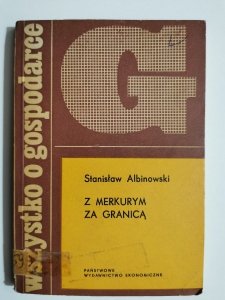 wszystko o gospodarce
G
Stanisław Albinowski
Z MERKURYM
ZA GRANICĄ
PAŃSTWOWE
WYDAWNICTWO EKONOMICZNE